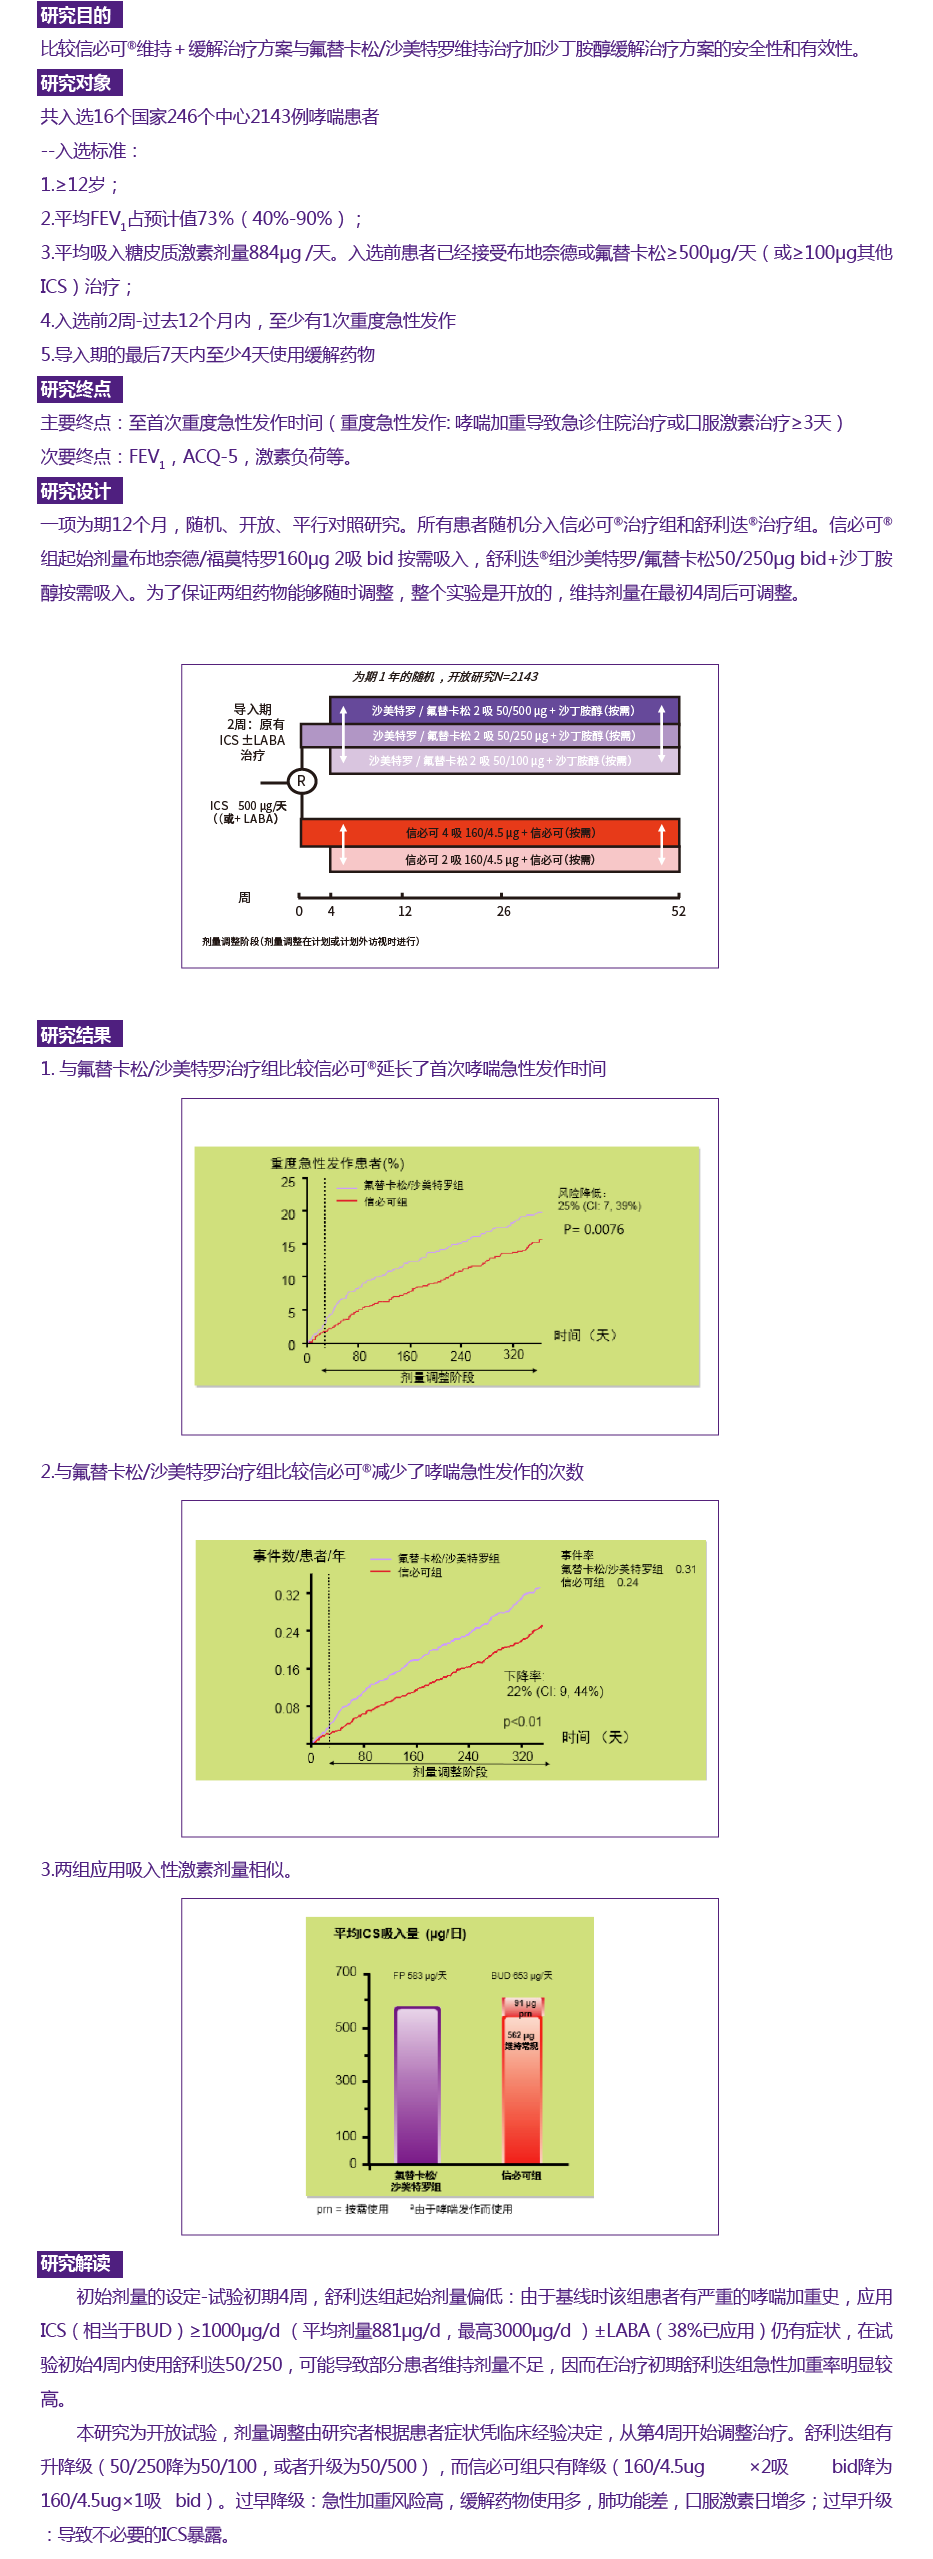 研究目的
比较信必可®维持＋缓解治疗方案与氟替卡松/沙美特罗维持治疗加沙丁胺醇缓解治疗方案的安全性和有效性。
研究对象
共入选16个国家246个中心2143例哮喘患者
--入选标准：
1.≥12岁；
2.平均FEV1占预计值73%（40%-90%）；
3.平均吸入糖皮质激素剂量884μg /天。入选前患者已经接受布地奈德或氟替卡松≥500μg/天（或≥100μg其他
ICS）治疗；
4.入选前2周-过去12个月内，至少有1次重度急性发作
5.导入期的最后7天内至少4天使用缓解药物
研究终点
主要终点：至首次重度急性发作时间（重度急性发作: 哮喘加重导致急诊住院治疗或口服激素治疗≥3天）
次要终点：FEV1，ACQ-5，激素负荷等。
研究设计
一项为期12个月，随机、开放、平行对照研究。所有患者随机分入信必可®治疗组和舒利迭®治疗组。信必可®
组起始剂量布地奈德/福莫特罗160μg 2吸 bid 按需吸入，舒利迭®组沙美特罗/氟替卡松50/250μg bid+沙丁胺
醇按需吸入。为了保证两组药物能够随时调整，整个实验是开放的，维持剂量在最初4周后可调整。
为期 1 年的随机，开放研究N=2143
导入期
2周：原有
ICS ±LABA
治疗
R
ICS 500 μg/天
（(或+ LABA）
沙美特罗 / 氟替卡松 2 吸 50/500 μg + 沙丁胺醇（按需）
沙美特罗 / 氟替卡松 2 吸 50/250 μg + 沙丁胺醇（按需）
沙美特罗 / 氟替卡松 2 吸 50/100 μg + 沙丁胺醇（按需）
信必可 4 吸 160/4.5 μg + 信必可（按需）
信必可 2 吸 160/4.5 μg + 信必可（按需）
周
0 4 12 26 52
剂量调整阶段（剂量调整在计划或计划外访视时进行）
研究结果
1. 与氟替卡松/沙美特罗治疗组比较信必可®延长了首次哮喘急性发作时间
重度急性发作患者(%)
氟替卡松/沙美特罗组
信必可组
风险降低：
25% (CI: 7, 39%)
P= 0.0076
25
20
15
10
5
0
0 80 160 240 320
时间（天）
剂量调整阶段
2.与氟替卡松/沙美特罗治疗组比较信必可®减少了哮喘急性发作的次数
事件数/患者/年
氟替卡松/沙美特罗组
信必可组
事件率
氟替卡松/沙美特罗组 0.31
信必可组 0.24
0.32
0.24
0.16
0.08
下降率:
22% (CI: 9, 44%)
p<0.01
时间 （天）
0 80 160 240 320
剂量调整阶段
3.两组应用吸入性激素剂量相似。
平均ICS吸入量 (μg/日)
FP 583 μg/天 BUD 653 μg/天
700
500
300
100
0
91 μg
prn
562 μg
维持常规
氟替卡松/
沙美特罗组
信必可组
prn = 按需使用 ²由于哮喘发作而使用
研究解读
初始剂量的设定-试验初期4周，舒利迭组起始剂量偏低：由于基线时该组患者有严重的哮喘加重史，应用
ICS（相当于BUD）≥1000μg/d （平均剂量881μg/d，最高3000μg/d ）±LABA（38%已应用）仍有症状，在试
验初始4周内使用舒利迭50/250，可能导致部分患者维持剂量不足，因而在治疗初期舒利迭组急性加重率明显较
高。
本研究为开放试验，剂量调整由研究者根据患者症状凭临床经验决定，从第4周开始调整治疗。舒利迭组有
升降级（50/250降为50/100，或者升级为50/500），而信必可组只有降级（160/4.5ug ×2吸 bid降为
160/4.5ug×1吸 bid）。过早降级：急性加重风险高，缓解药物使用多，肺功能差，口服激素日增多；过早升级
：导致不必要的ICS暴露。